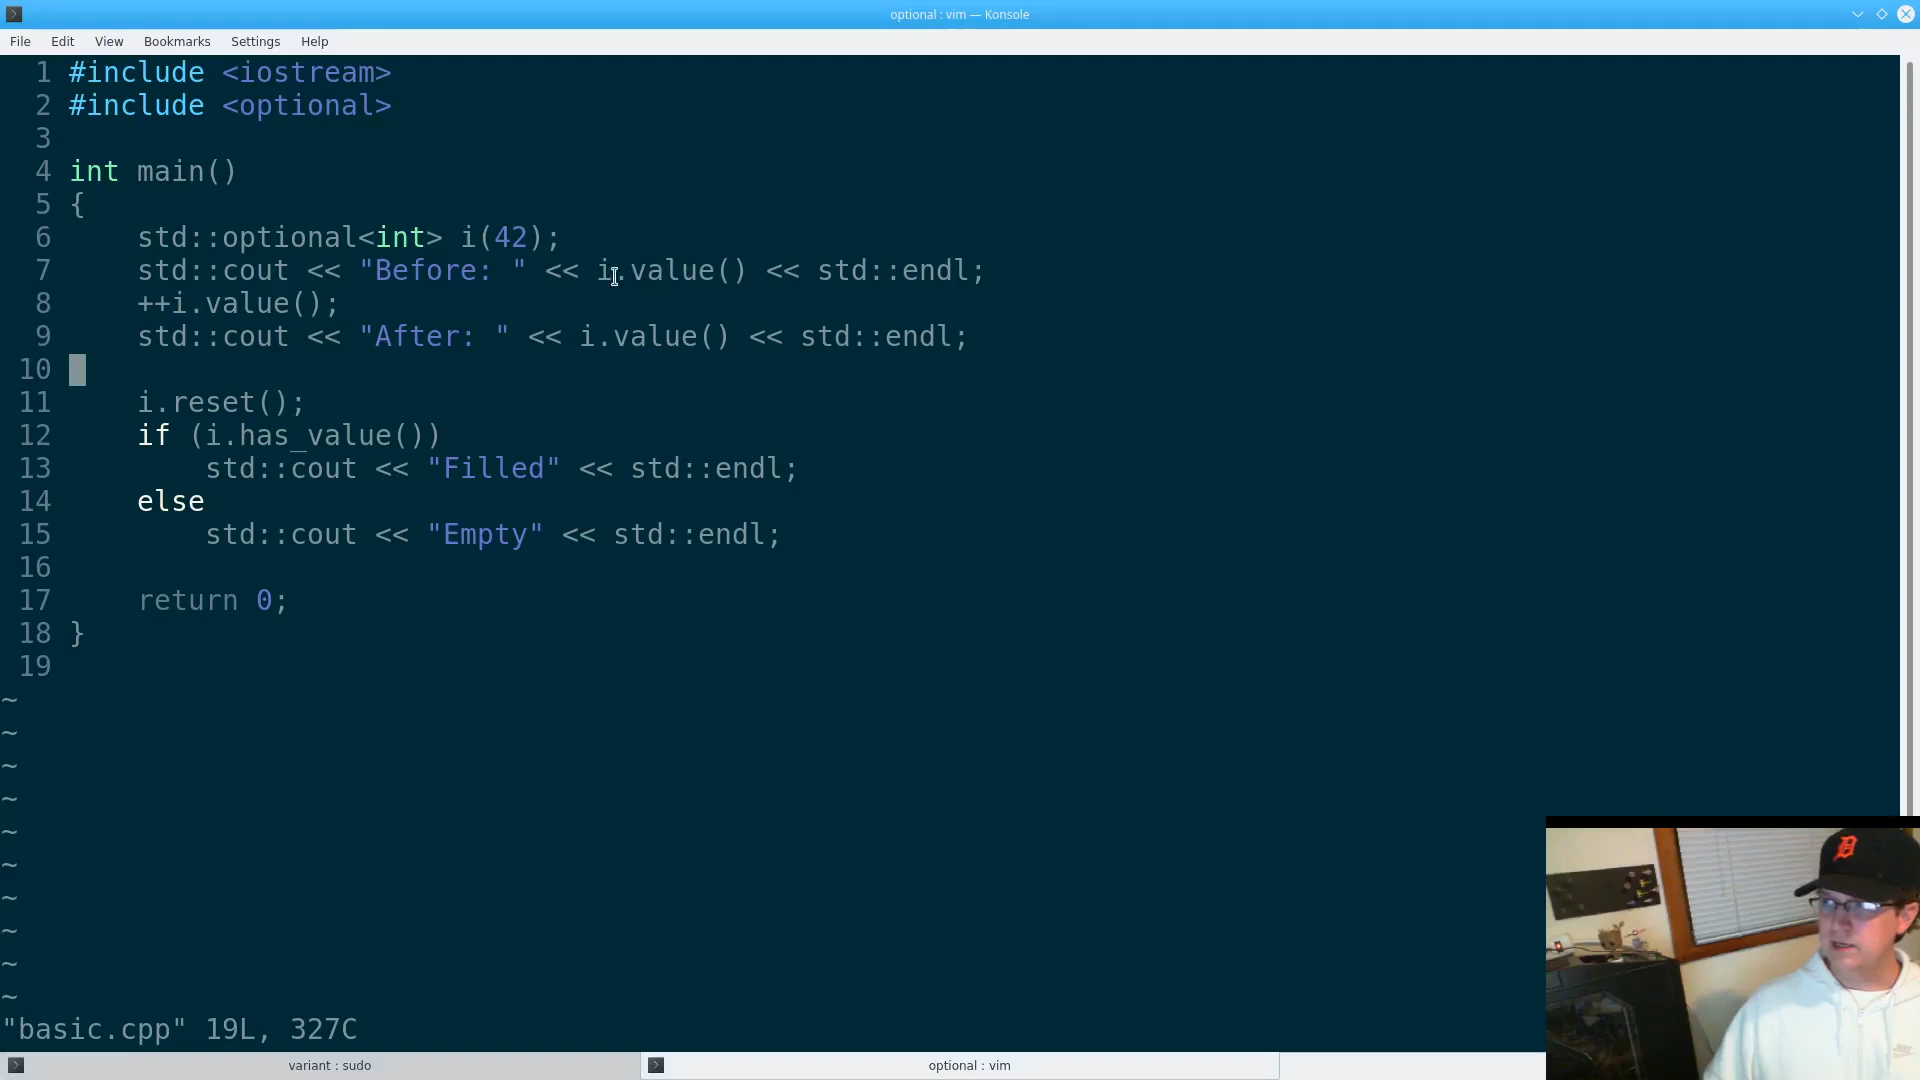 optional : vim — Konsole
File Edit View Bookmarks Settings Help
1 #include <iostream>
2 #include <optional>
3
4 int main()
5 {
6     std::optional<int> i(42);
7     std::cout << "Before: " << i.value() << std::endl;
8     ++i.value();
9     std::cout << "After: " << i.value() << std::endl;
10
11     i.reset();
12     if (i.has_value())
13         std::cout << "Filled" << std::endl;
14     else
15         std::cout << "Empty" << std::endl;
16
17     return 0;
18 }
19
~
~
~
~
~
~
~
~
~
~
"basic.cpp" 19L, 327C
variant : sudo
optional : vim